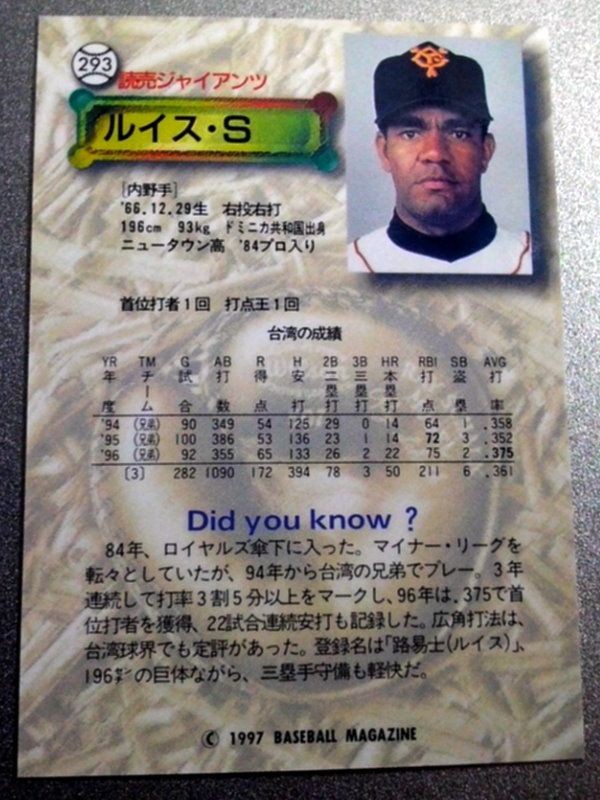 293
読売ジャイアンツ
ルイス・S
[内野手]
'66.12.29生 右投右打
196cm 93kg ドミニカ共和国出身
ニュータウン高 '84プロ入り
首位打者1回 打点王1回
台湾の成績
YR TM G AB R H 2B 3B HR RBI SB AVG
年度 チーム 試合 打数 得点 安打 二塁打 三塁打 本塁打 打点 盗塁 打率
'94 (兄弟) 90 349 54 125 29 0 14 64 1 .358
'95 (兄弟) 100 386 53 136 23 1 14 72 3 .352
'96 (兄弟) 92 355 65 133 26 2 22 75 2 .375
[3] 282 1090 172 394 78 3 50 211 6 .361
Did you know ?
84年、ロイヤルズ傘下に入った。マイナー・リーグを
転々としていたが、94年から台湾の兄弟でプレー。3年
連続して打率3割5分以上をマークし、96年は.375で首
位打者を獲得、22試合連続安打も記録した。広角打法は、
台湾球界でも定評があった。登録名は「路易士(ルイス)」、
196センチの巨体ながら、三塁手守備も軽快だ。
© 1997 BASEBALL MAGAZINE